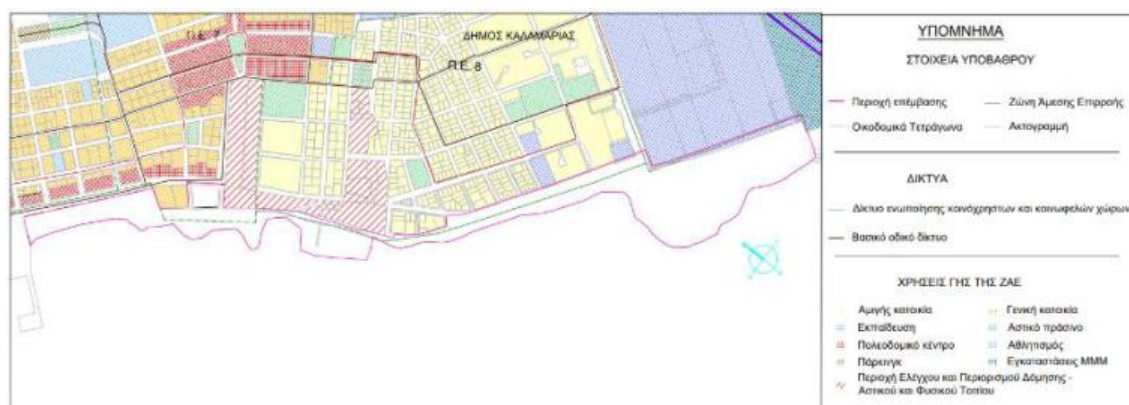 Π.Ε. 7
ΔΗΜΟΣ ΚΑΛΑΜΑΡΙΑΣ
Π.Ε. 8
ΥΠΟΜΝΗΜΑ
ΣΤΟΙΧΕΙΑ ΥΠΟΒΑΘΡΟΥ
Περιοχή επέμβασης
Ζώνη Άμεσης Επιρροής
Οικοδομικά Τετράγωνα
Ακτογραμμή
ΔΙΚΤΥΑ
Δίκτυο ενωποίησης κοινόχρηστων και κοινωφελών χώρων
Βασικό οδικό δίκτυο
ΧΡΗΣΕΙΣ ΓΗΣ ΤΗΣ ΖΑΕ
Αμιγής κατοικία
Γενική κατοικία
Εκπαίδευση
Αστικό πράσινο
Πολεοδομικό κέντρο
Αθλητισμός
Πάρκινγκ
Εγκαταστάσεις ΜΜΜ
Περιοχή Ελέγχου και Περιορισμού Δόμησης -
Αστικού και Φυσικού Τοπίου